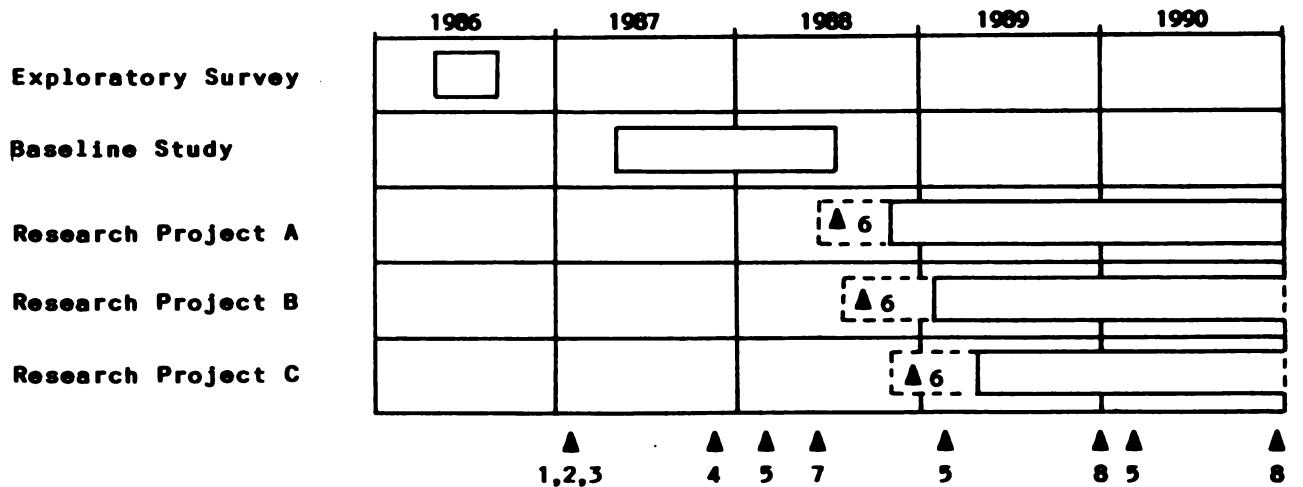 1986 1987 1988 1989 1990
Exploratory Survey
Baseline Study
Research Project A 6
Research Project B 6
Research Project C 6
1,2,3 4 5 7 5 8 5 8